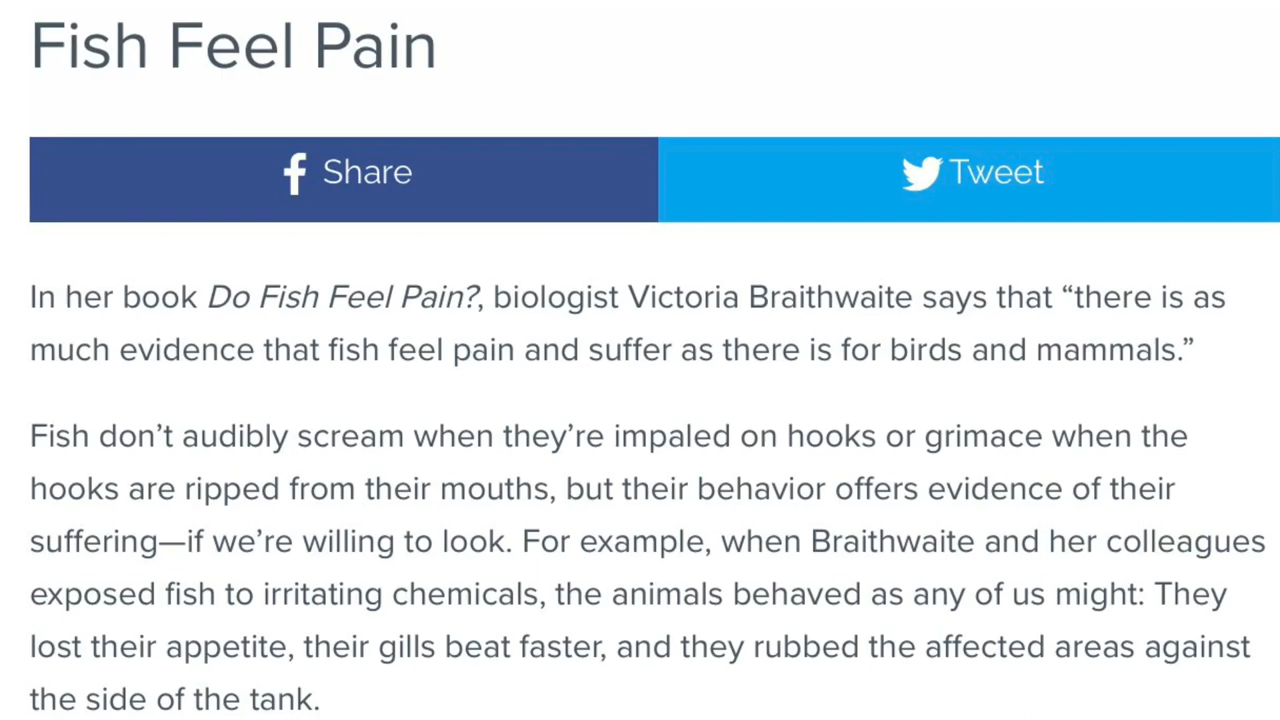 Fish Feel Pain
Share
Tweet
In her book Do Fish Feel Pain?, biologist Victoria Braithwaite says that “there is as
much evidence that fish feel pain and suffer as there is for birds and mammals.”
Fish don’t audibly scream when they’re impaled on hooks or grimace when the
hooks are ripped from their mouths, but their behavior offers evidence of their
suffering—if we’re willing to look. For example, when Braithwaite and her colleagues
exposed fish to irritating chemicals, the animals behaved as any of us might: They
lost their appetite, their gills beat faster, and they rubbed the affected areas against
the side of the tank.